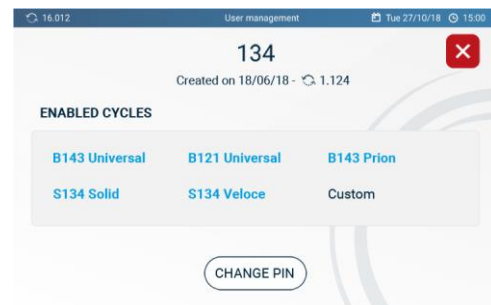 16.012 User management Tue 27/10/18 15:00
134
Created on 18/06/18 - 1.124
ENABLED CYCLES
B143 Universal B121 Universal B143 Prion
S134 Solid S134 Veloce Custom
CHANGE PIN